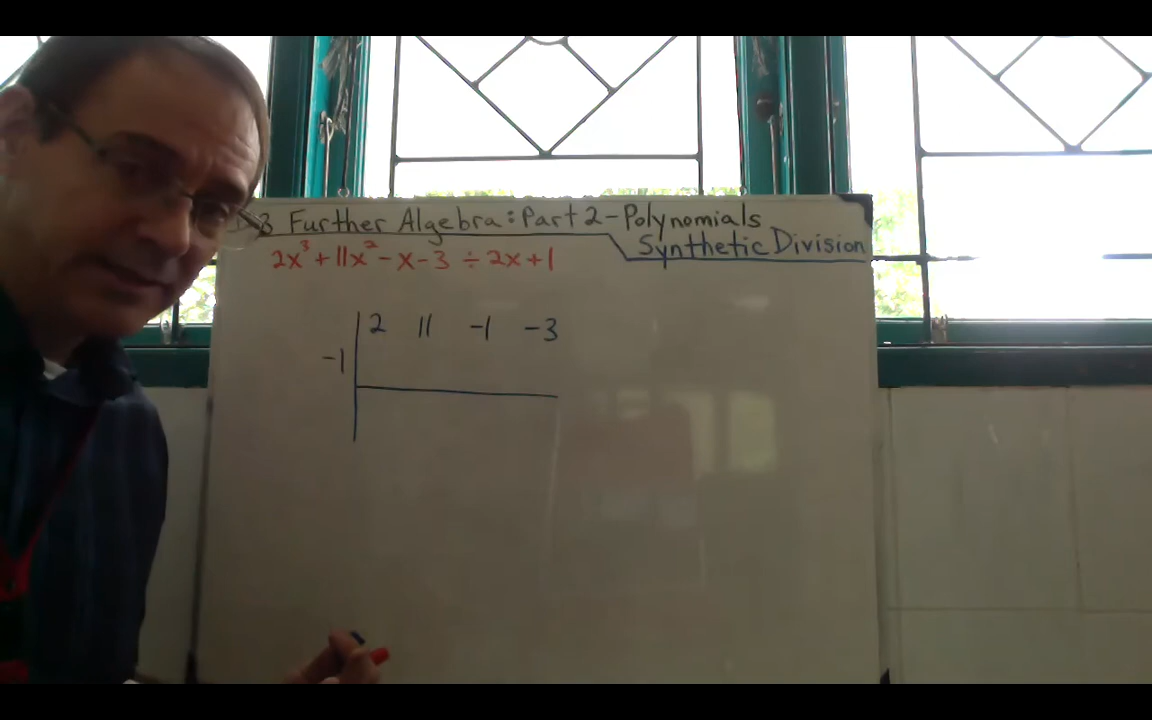 3 Further Algebra: Part 2 - Polynomials
Synthetic Division
2x³ + 11x² - x - 3 ÷ 2x + 1
2 11 -1 -3
-1